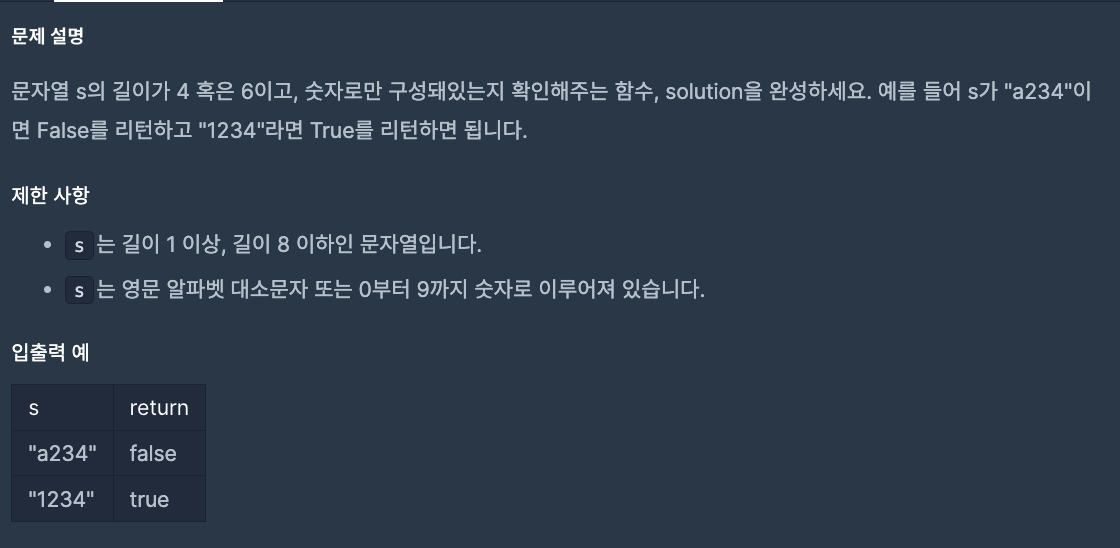 문제 설명
문자열 s의 길이가 4 혹은 6이고, 숫자로만 구성돼있는지 확인해주는 함수, solution을 완성하세요. 예를 들어 s가 "a234"이
면 False를 리턴하고 "1234"라면 True를 리턴하면 됩니다.
제한 사항
• s는 길이 1 이상, 길이 8 이하인 문자열입니다.
• s는 영문 알파벳 대소문자 또는 0부터 9까지 숫자로 이루어져 있습니다.
입출력 예
s return
"a234" false
"1234" true